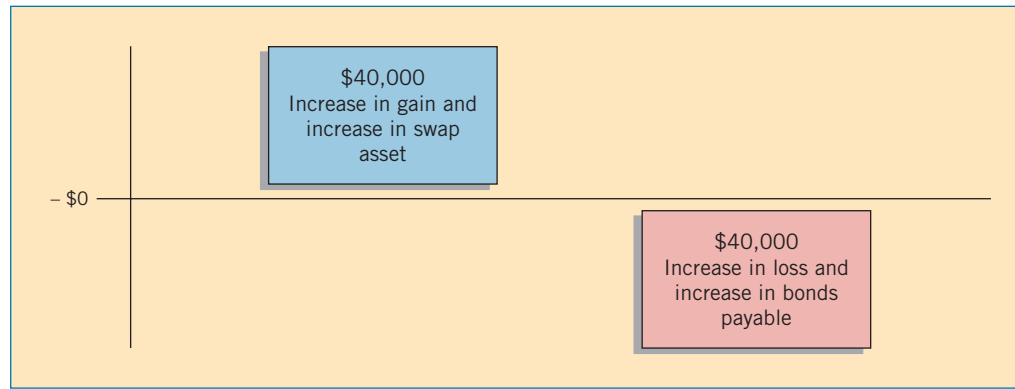 $40,000
Increase in gain and
increase in swap
asset
– $0
$40,000
Increase in loss and
increase in bonds
payable